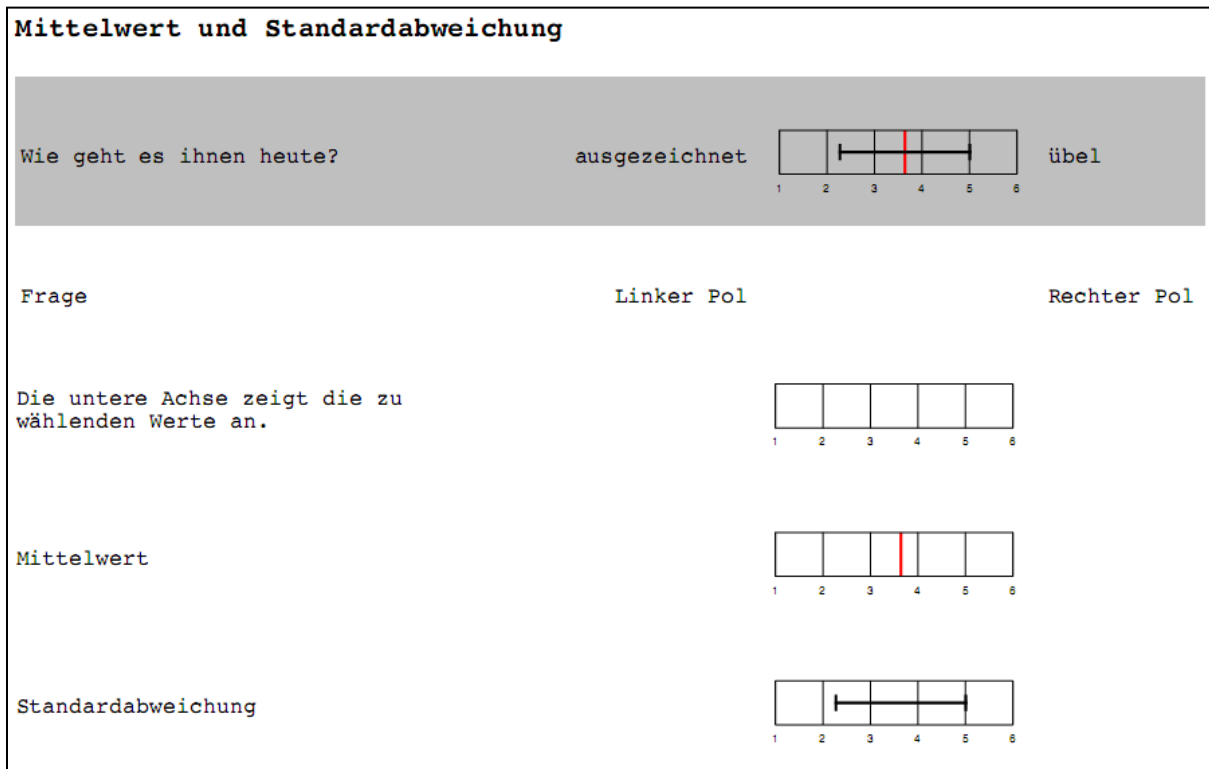 Mittelwert und Standardabweichung
Wie geht es ihnen heute? ausgezeichnet übel
1 2 3 4 5 6
Frage Linker Pol Rechter Pol
Die untere Achse zeigt die zu
wählenden Werte an.
1 2 3 4 5 6
Mittelwert
1 2 3 4 5 6
Standardabweichung
1 2 3 4 5 6